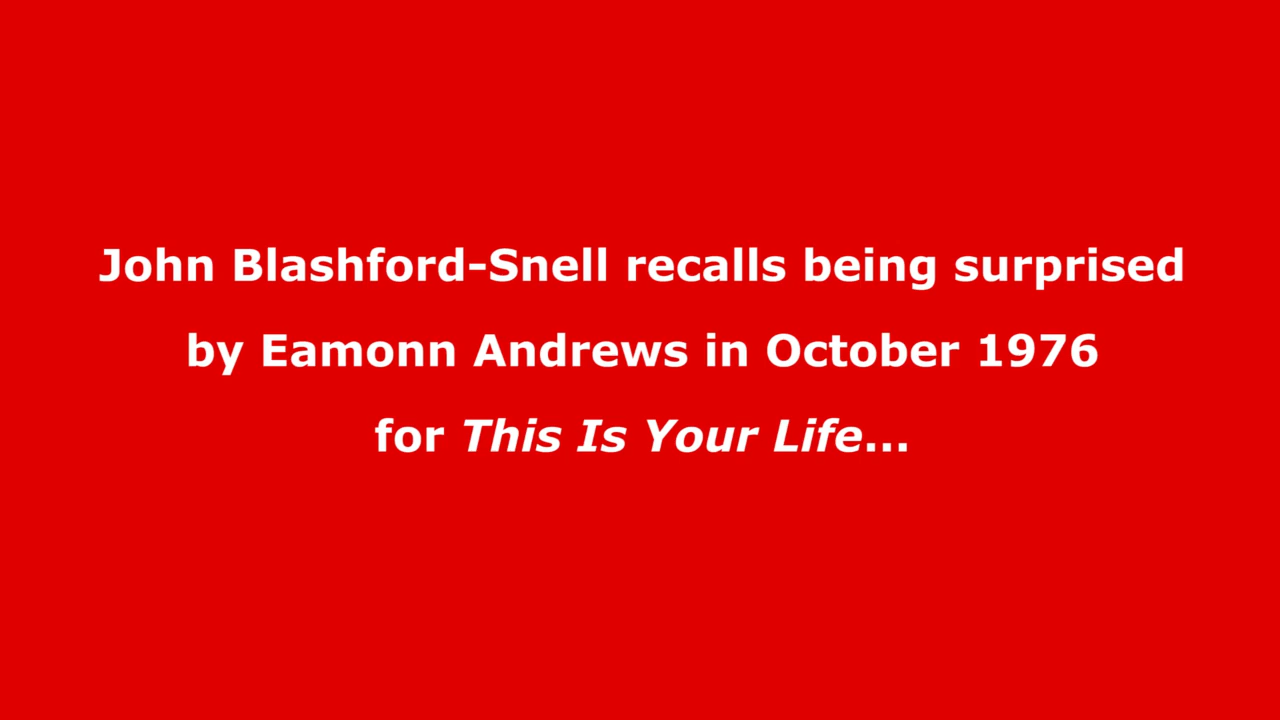 John Blashford-Snell recalls being surprised
by Eamonn Andrews in October 1976
for This Is Your Life...